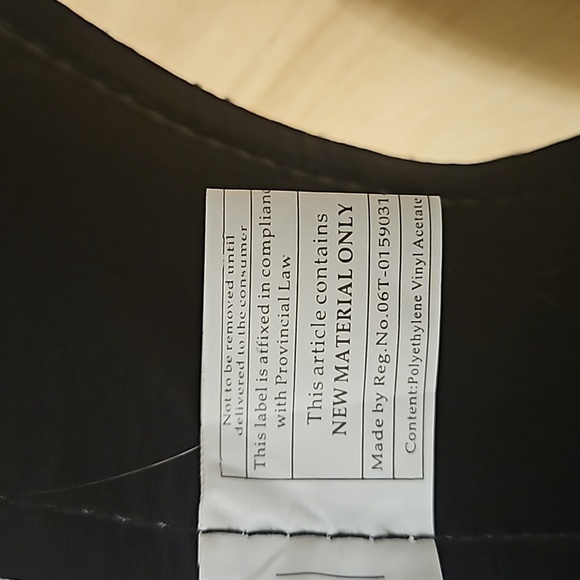 Not to be removed until
delivered to the consumer
This label is affixed in complianc
with Provincial Law
This article contains
NEW MATERIAL ONLY
Made by Reg.No.06T-0159031
Content:Polyethylene Vinyl Acetate